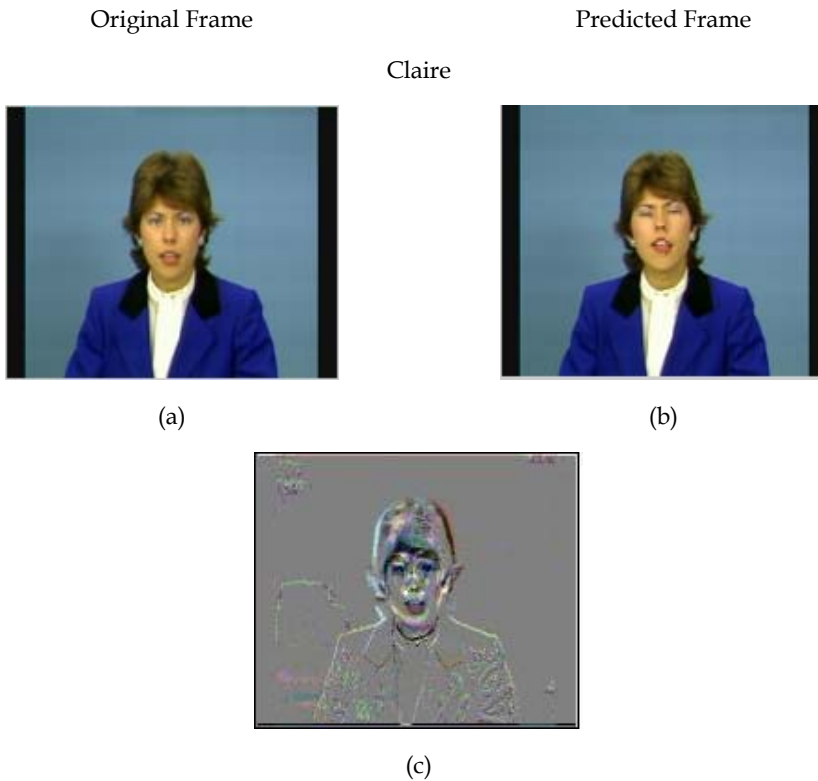 Original Frame
Predicted Frame
Claire
(a)
(b)
(c)